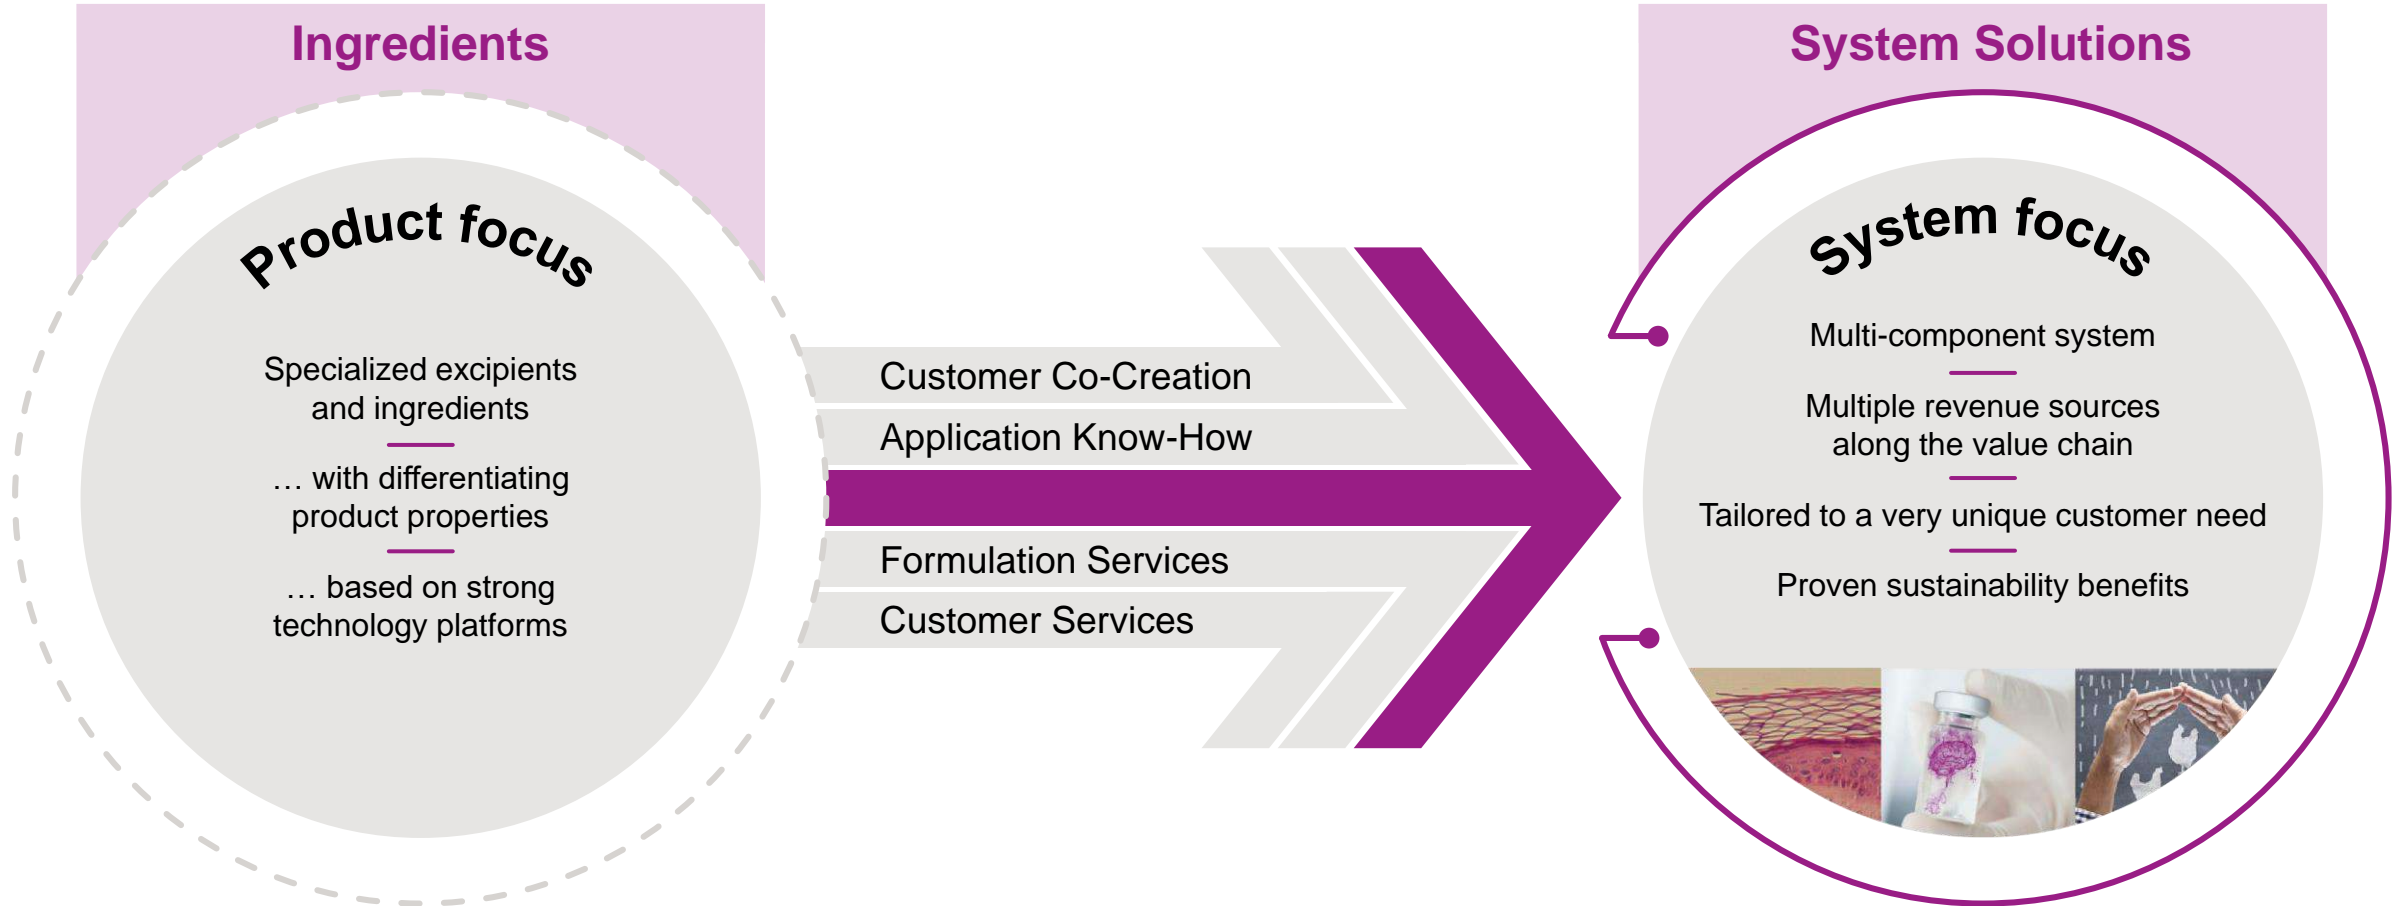 Ingredients
Product focus
Specialized excipients
and ingredients
… with differentiating
product properties
… based on strong
technology platforms
Customer Co-Creation
Application Know-How
Formulation Services
Customer Services
System Solutions
System focus
Multi-component system
Multiple revenue sources
along the value chain
Tailored to a very unique customer need
Proven sustainability benefits